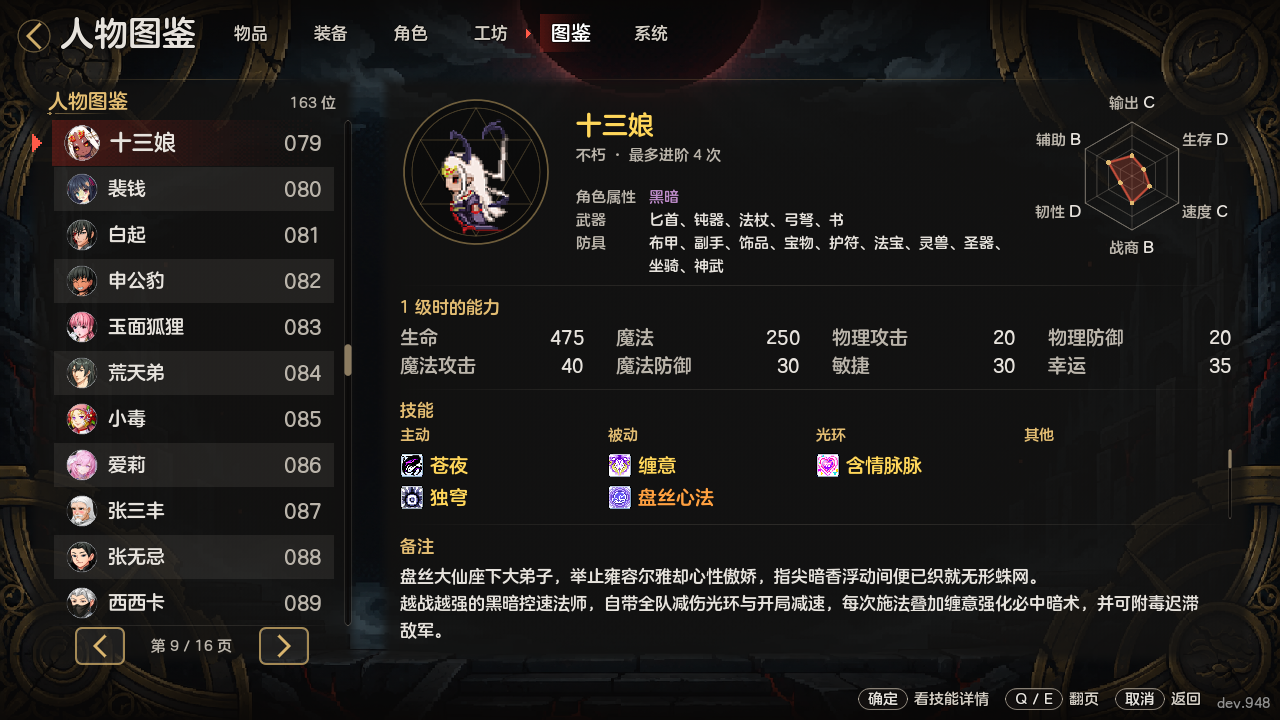 人物图鉴
物品 装备 角色 工坊 图鉴 系统
人物图鉴 163 位
十三娘 079
裴钱 080
白起 081
申公豹 082
玉面狐狸 083
荒天弟 084
小毒 085
爱莉 086
张三丰 087
张无忌 088
西西卡 089
第 9 / 16 页
十三娘
不朽 · 最多进阶 4 次
角色属性 黑暗
武器 匕首、钝器、法杖、弓弩、书
防具 布甲、副手、饰品、宝物、护符、法宝、灵兽、圣器、
坐骑、神武
输出 C
辅助 B
生存 D
韧性 D
速度 C
战商 B
1 级时的能力
生命 475 魔法 250 物理攻击 20 物理防御 20
魔法攻击 40 魔法防御 30 敏捷 30 幸运 35
技能
主动 被动 光环 其他
苍夜 缠意 含情脉脉
独穹 盘丝心法
备注
盘丝大仙座下大弟子，举止雍容尔雅却心性傲娇，指尖暗香浮动间便已织就无形蛛网。
越战越强的黑暗控速法师，自带全队减伤光环与开局减速，每次施法叠加缠意强化必中暗术，并可附毒迟滞
敌军。
确定 看技能详情 Q / E 翻页 取消 返回 dev.948